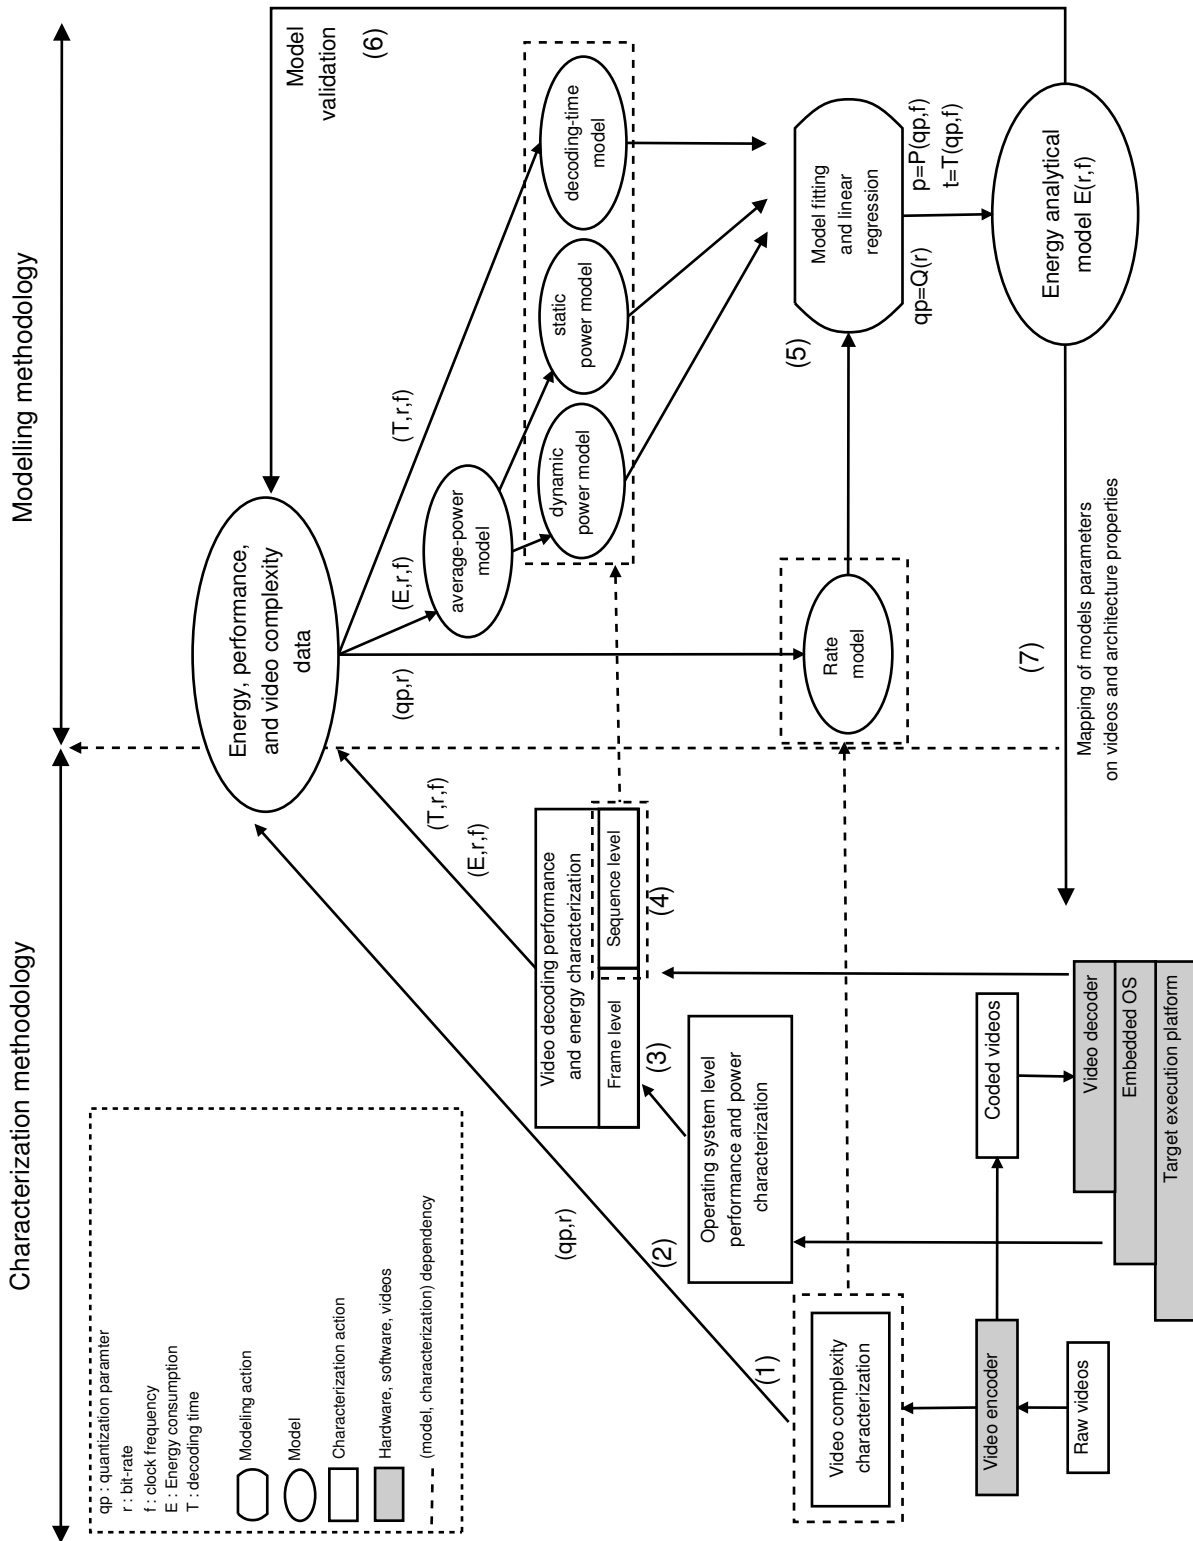 Characterization methodology
Modelling methodology
qp : quantization paramter
r : bit-rate
f : clock frequency
E : Energy consumption
T : decoding time
Modeling action
Model
Characterization action
Hardware, software, videos
(model, characterization) dependency
Energy, performance,
and video complexity
data
Model
validation
(6)
(qp,r)
(2)
(T,r,f)
(E,r,f)
(qp,r)
(E,r,f)
(T,r,f)
average-power
model
dynamic
power model
static
power model
decoding-time
model
Video decoding performance
and energy characterization
Frame level
Sequence level
(3)
(4)
Operating system level
performance and power
characterization
(1)
Video complexity
characterization
Rate
model
(5)
Model fitting
and linear
regression
qp=Q(r)
p=P(qp,f)
t=T(qp,f)
Energy analytical
model E(r,f)
(7)
Mapping of models parameters
on videos and architecture properties
Video encoder
Raw videos
Coded videos
Video decoder
Embedded OS
Target execution platform